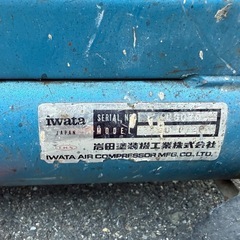 iwata
JAPAN
SERIAL NO.
MODEL
岩田塗装機工業株式会社
IWATA AIR COMPRESSOR MFG. CO., LTD.